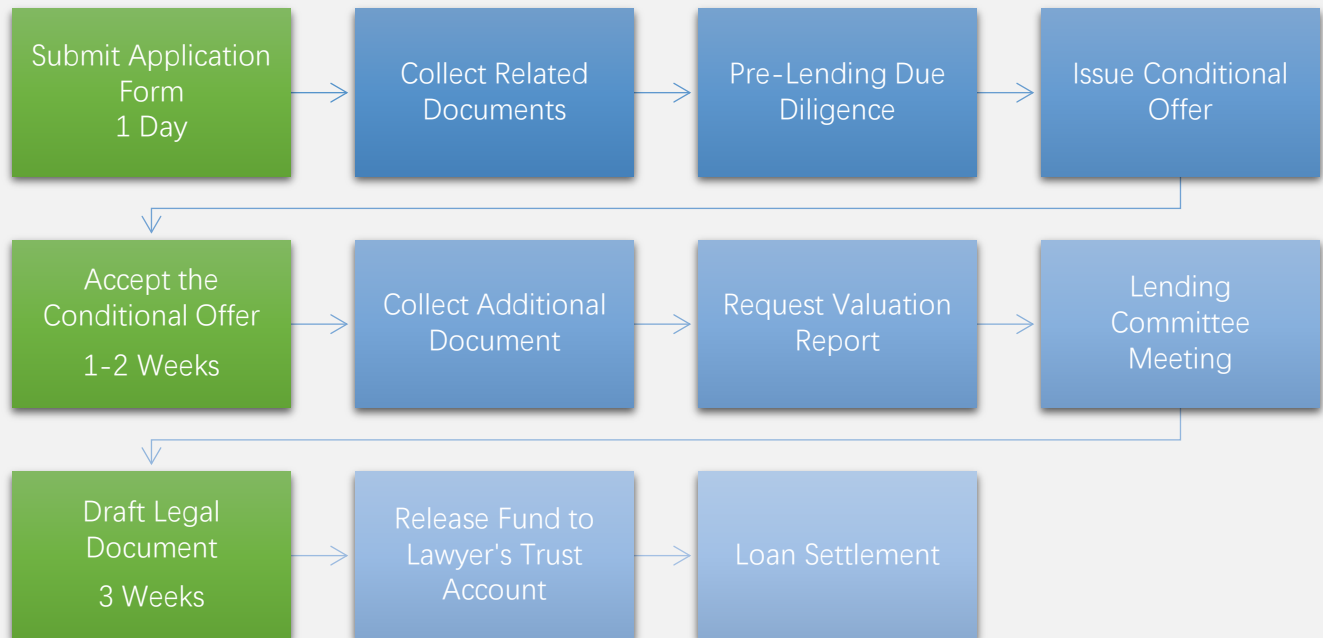 Submit Application
Form
1 Day
Collect Related
Documents
Pre-Lending Due
Diligence
Issue Conditional
Offer
Accept the
Conditional Offer
1-2 Weeks
Collect Additional
Document
Request Valuation
Report
Lending
Committee
Meeting
Draft Legal
Document
3 Weeks
Release Fund to
Lawyer's Trust
Account
Loan Settlement